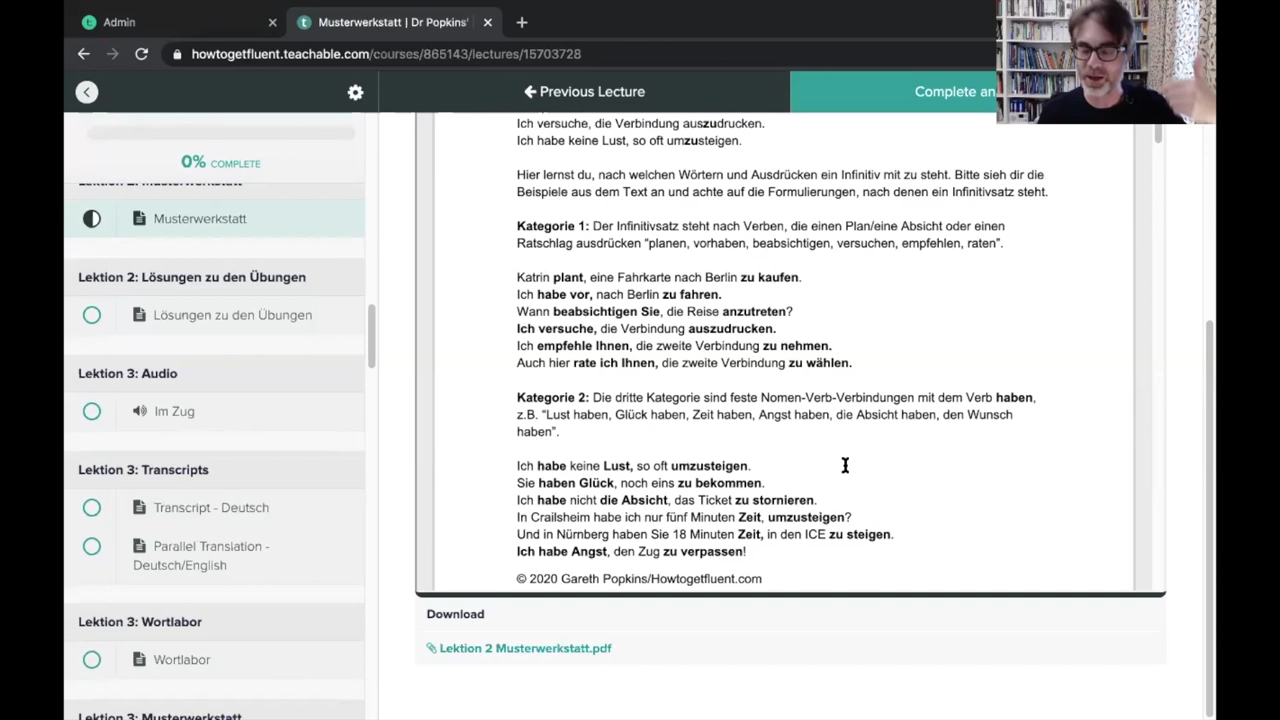 Admin
Musterwerkstatt | Dr Popkins'
howtogetfluent.teachable.com/courses/865143/lectures/15703728
Previous Lecture
Complete an
0% COMPLETE
Musterwerkstatt
Lektion 2: Lösungen zu den Übungen
Lösungen zu den Übungen
Lektion 3: Audio
Im Zug
Lektion 3: Transcripts
Transcript - Deutsch
Parallel Translation -
Deutsch/English
Lektion 3: Wortlabor
Wortlabor
Lektion 3: Musterwerkstatt
Ich versuche, die Verbindung auszudrucken.
Ich habe keine Lust, so oft umzusteigen.
Hier lernst du, nach welchen Wörtern und Ausdrücken ein Infinitiv mit zu steht. Bitte sieh dir die
Beispiele aus dem Text an und achte auf die Formulierungen, nach denen ein Infinitivsatz steht.
Kategorie 1: Der Infinitivsatz steht nach Verben, die einen Plan/eine Absicht oder einen
Ratschlag ausdrücken "planen, vorhaben, beabsichtigen, versuchen, empfehlen, raten".
Katrin plant, eine Fahrkarte nach Berlin zu kaufen.
Ich habe vor, nach Berlin zu fahren.
Wann beabsichtigen Sie, die Reise anzutreten?
Ich versuche, die Verbindung auszudrucken.
Ich empfehle Ihnen, die zweite Verbindung zu nehmen.
Auch hier rate ich Ihnen, die zweite Verbindung zu wählen.
Kategorie 2: Die dritte Kategorie sind feste Nomen-Verb-Verbindungen mit dem Verb haben,
z.B. "Lust haben, Glück haben, Zeit haben, Angst haben, die Absicht haben, den Wunsch
haben".
Ich habe keine Lust, so oft umzusteigen.
Sie haben Glück, noch eins zu bekommen.
Ich habe nicht die Absicht, das Ticket zu stornieren.
In Crailsheim habe ich nur fünf Minuten Zeit, umzusteigen?
Und in Nürnberg haben Sie 18 Minuten Zeit, in den ICE zu steigen.
Ich habe Angst, den Zug zu verpassen!
© 2020 Gareth Popkins/Howtogetfluent.com
Download
Lektion 2 Musterwerkstatt.pdf